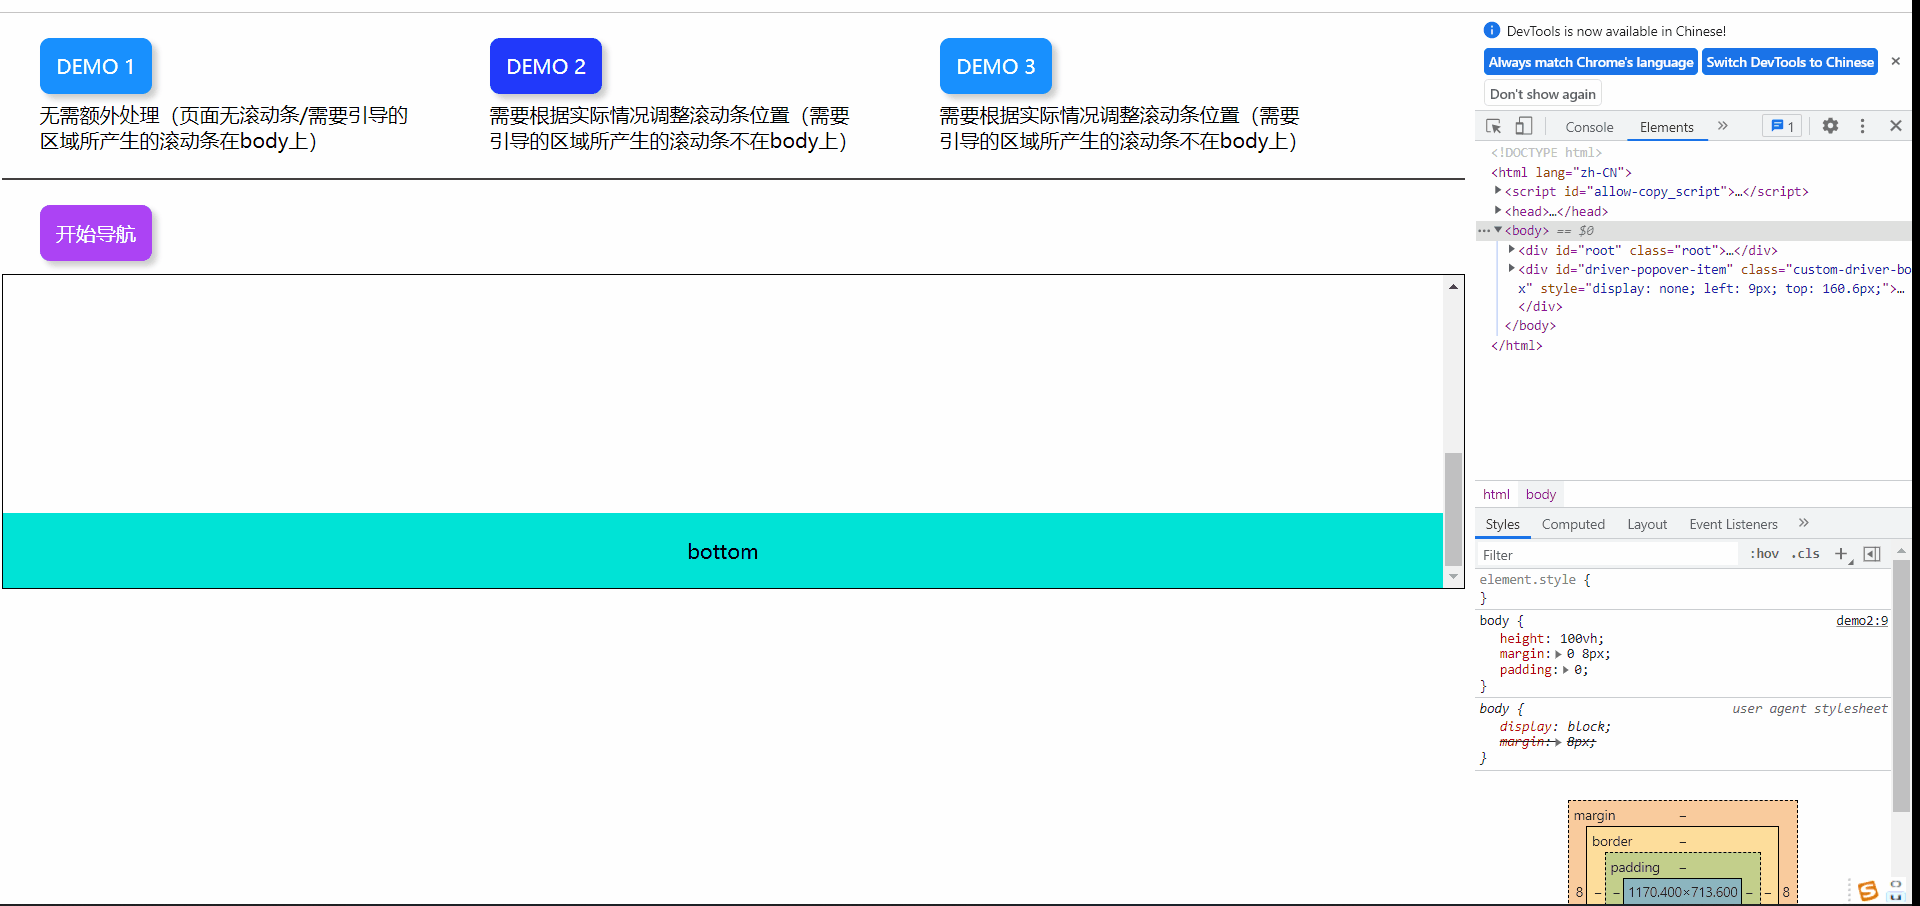 DEMO 1
无需额外处理（页面无滚动条/需要引导的
区域所产生的滚动条在body上）
DEMO 2
需要根据实际情况调整滚动条位置（需要
引导的区域所产生的滚动条不在body上）
DEMO 3
需要根据实际情况调整滚动条位置（需要
引导的区域所产生的滚动条不在body上）
开始导航
bottom
DevTools is now available in Chinese!
Always match Chrome's language
Switch DevTools to Chinese
Don't show again
Console
Elements
1
<!DOCTYPE html>
<html lang="zh-CN">
<script id="allow-copy_script">…</script>
<head>…</head>
<body> == $0
<div id="root" class="root">…</div>
<div id="driver-popover-item" class="custom-driver-bo
x" style="display: none; left: 9px; top: 160.6px;">…
</div>
</body>
</html>
html
body
Styles
Computed
Layout
Event Listeners
Filter
:hov
.cls
element.style {
}
body {
demo2:9
height: 100vh;
margin: 0 8px;
padding: 0;
}
body {
user agent stylesheet
display: block;
margin: 8px;
}
margin
–
border
–
padding
–
8
–
–
1170.400×713.600
–
–
8